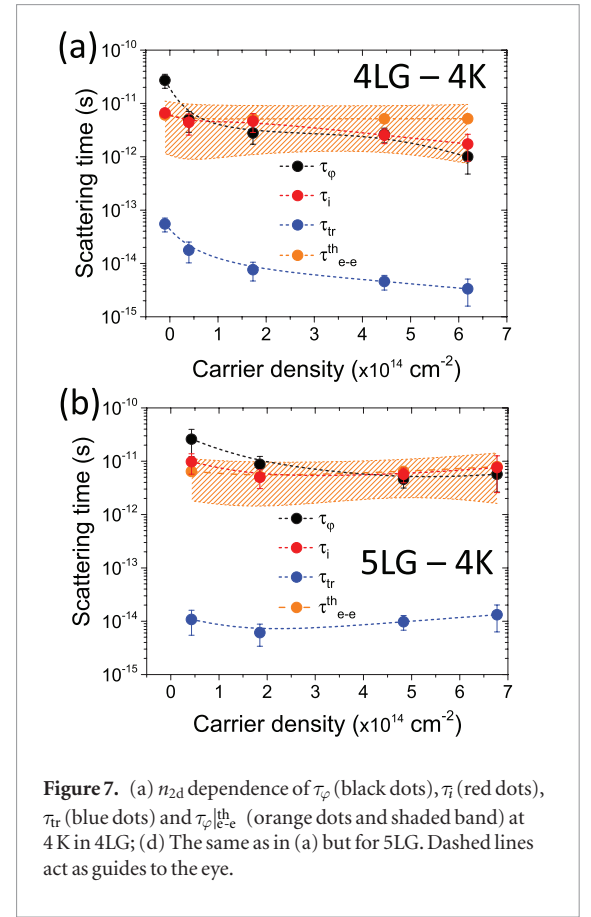 (a)
4LG – 4K
10⁻¹⁰
10⁻¹¹
10⁻¹²
10⁻¹³
10⁻¹⁴
10⁻¹⁵
Scattering time (s)
τφ
τi
τtr
τ^th e-e
0 1 2 3 4 5 6 7
Carrier density (x10¹⁴ cm⁻²)
(b)
10⁻¹⁰
10⁻¹¹
10⁻¹²
10⁻¹³
10⁻¹⁴
10⁻¹⁵
Scattering time (s)
τφ
τi
τtr
τ^th e-e
5LG – 4K
0 1 2 3 4 5 6 7
Carrier density (x10¹⁴ cm⁻²)
Figure 7. (a) n2d dependence of τφ (black dots), τi (red dots),
τtr (blue dots) and τφ|^th e-e (orange dots and shaded band) at
4 K in 4LG; (d) The same as in (a) but for 5LG. Dashed lines
act as guides to the eye.